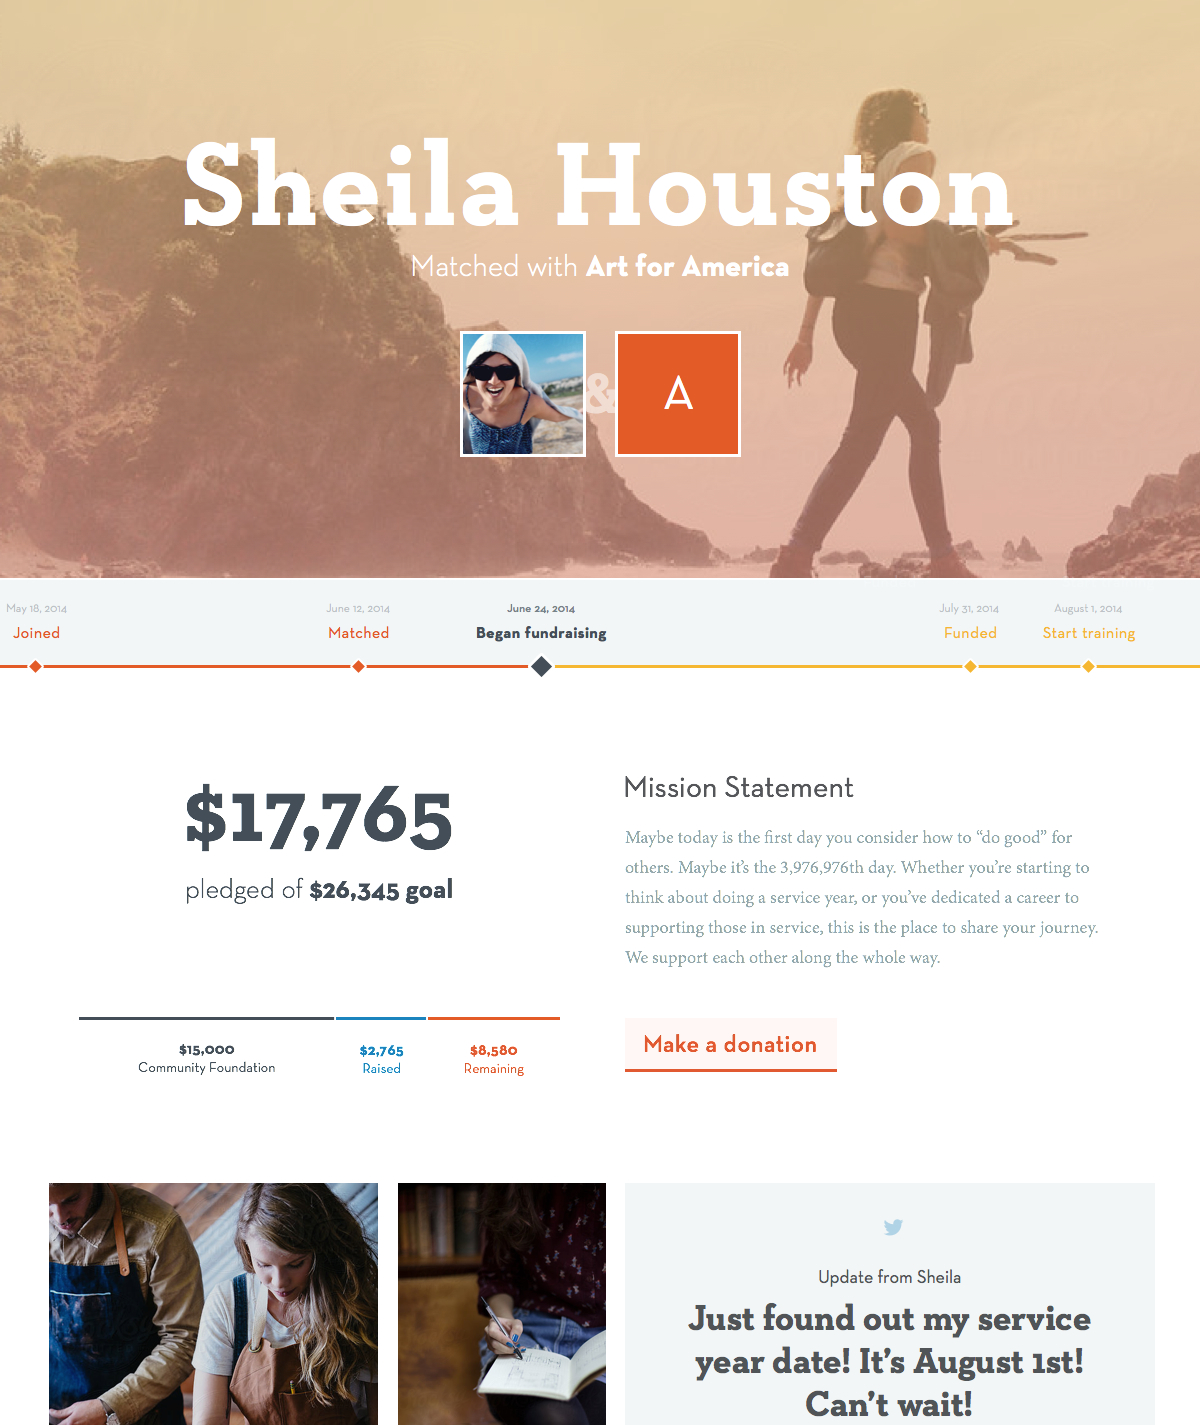 Sheila Houston
Matched with Art for America
&
A
May 18, 2014
Joined
June 12, 2014
Matched
June 24, 2014
Began fundraising
July 31, 2014
Funded
August 1, 2014
Start training
$17,765
pledged of $26,345 goal
$15,000
Community Foundation
$2,765
Raised
$8,580
Remaining
Mission Statement
Maybe today is the first day you consider how to “do good” for
others. Maybe it’s the 3,976,976th day. Whether you’re starting to
think about doing a service year, or you’ve dedicated a career to
supporting those in service, this is the place to share your journey.
We support each other along the whole way.
Make a donation
Update from Sheila
Just found out my service
year date! It’s August 1st!
Can’t wait!